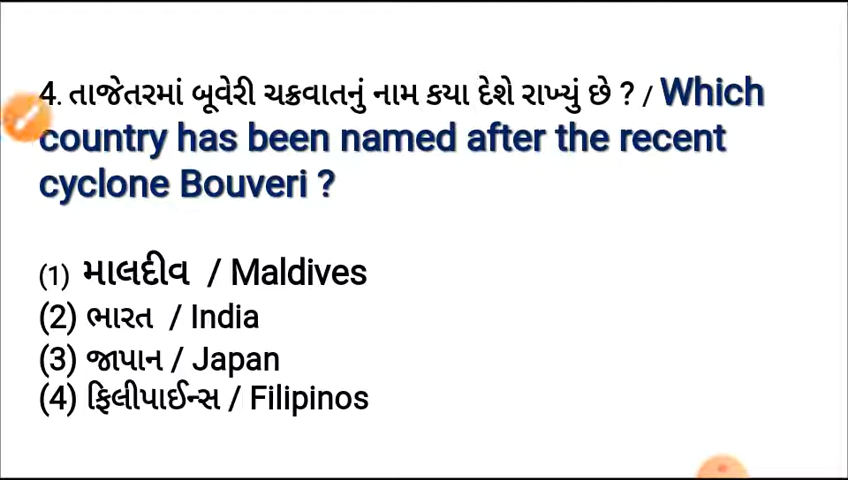 4. તાજેતરમાં બૂવેરી ચક્રવાતનું નામ કયા દેશે રાખ્યું છે ? / Which
country has been named after the recent
cyclone Bouveri ?
(1) માલદીવ / Maldives
(2) ભારત / India
(3) જાપાન / Japan
(4) ફિલીપાઈન્સ / Filipinos